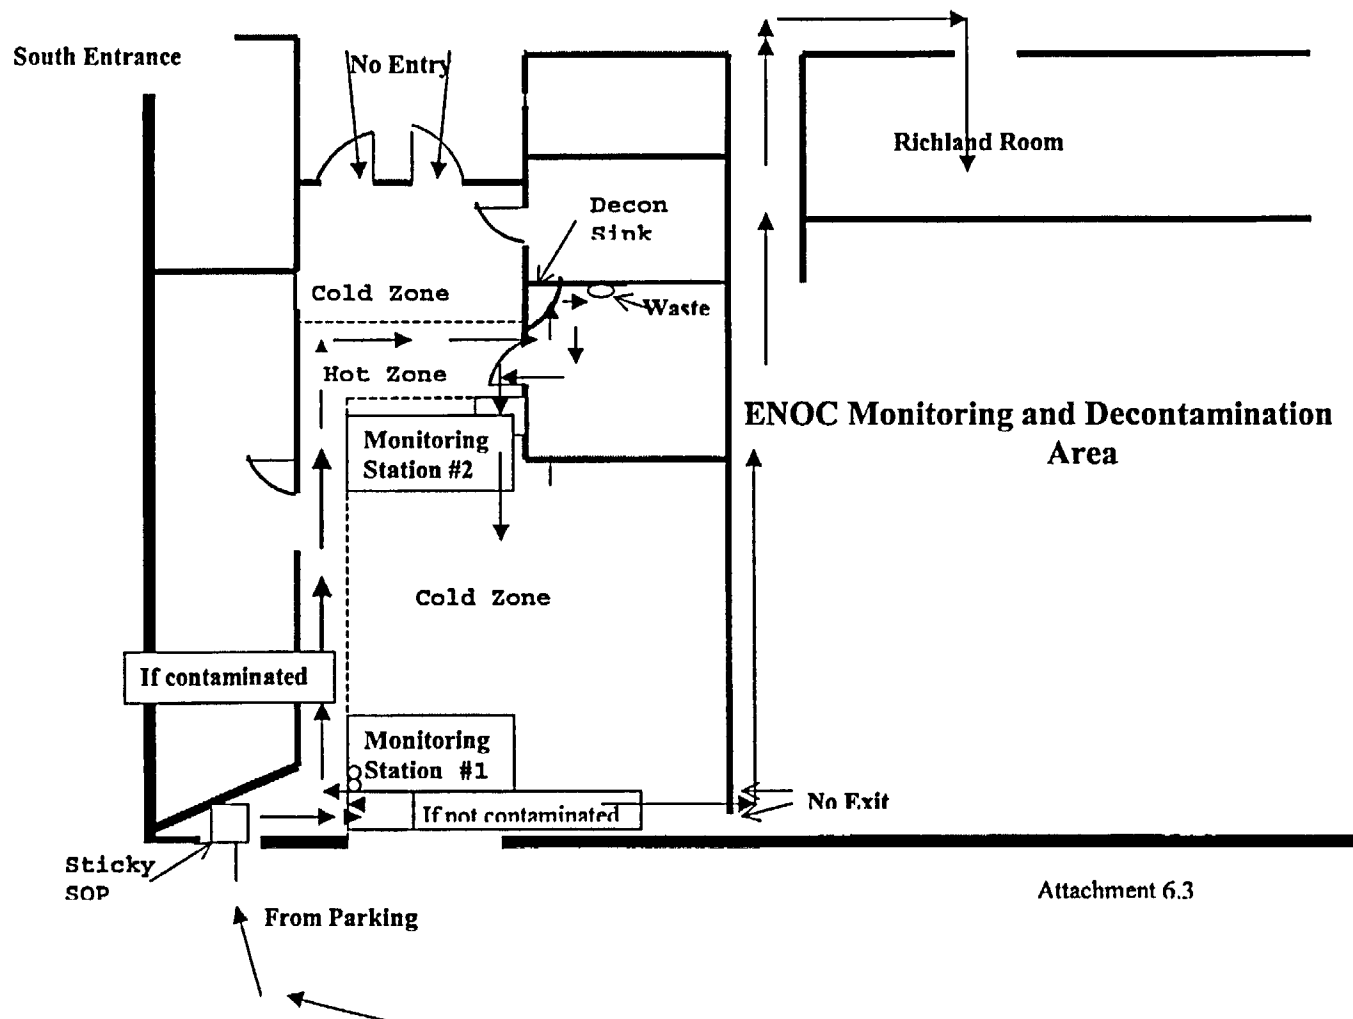 South Entrance
No Entry
Richland Room
Decon
Sink
Cold Zone
Waste
Hot Zone
ENOC Monitoring and Decontamination
Area
Monitoring
Station #2
Cold Zone
If contaminated
Monitoring
Station #1
If not contaminated
No Exit
Sticky
SOP
Attachment 6.3
From Parking